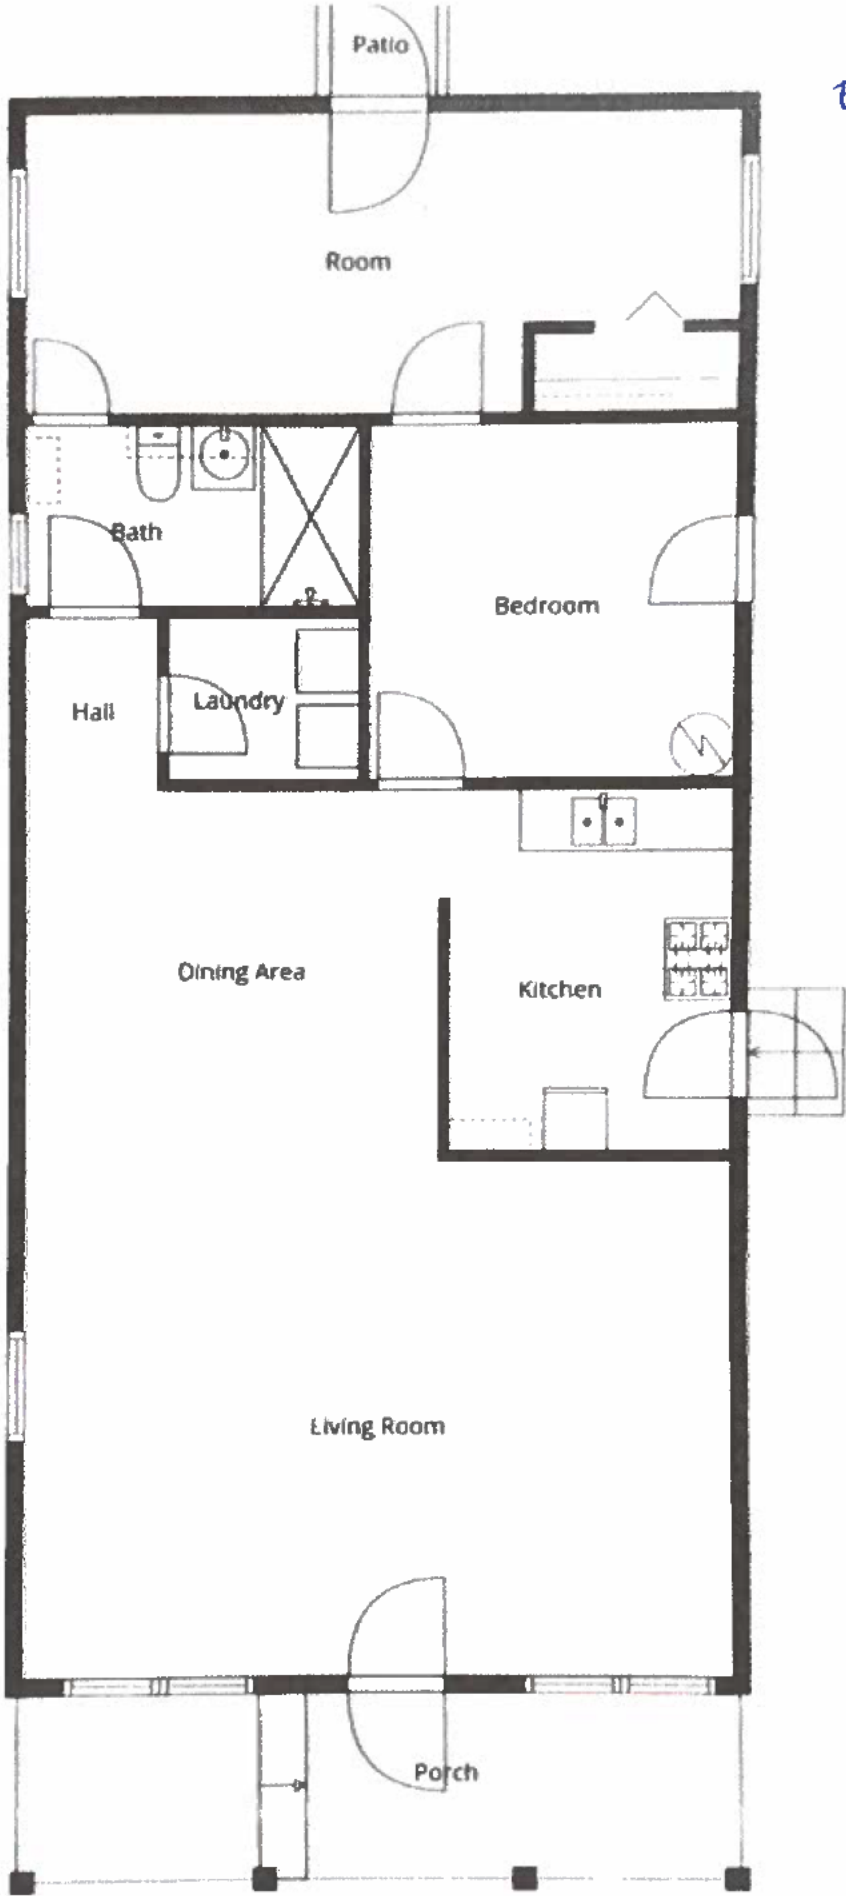 Patio
Room
Bath
Bedroom
Hall
Laundry
Dining Area
Kitchen
Living Room
Porch